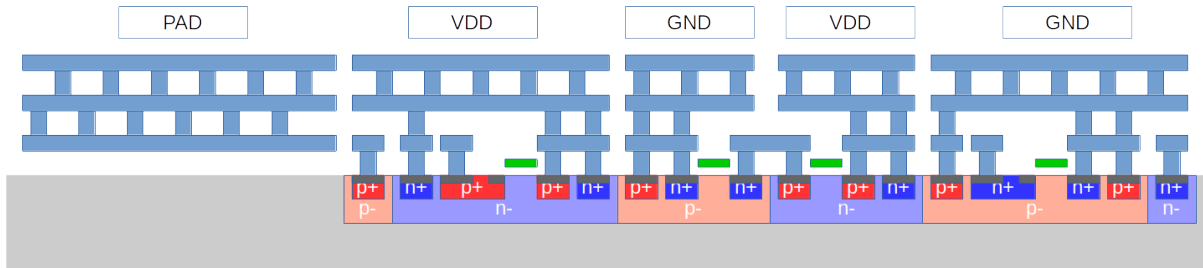 PAD VDD GND VDD GND
p+ n+ p+ p+ n+ p+ n+ n+ p+ p+ n+ p+ n+ n+ p+ n+
p- n- p- n- p- n-